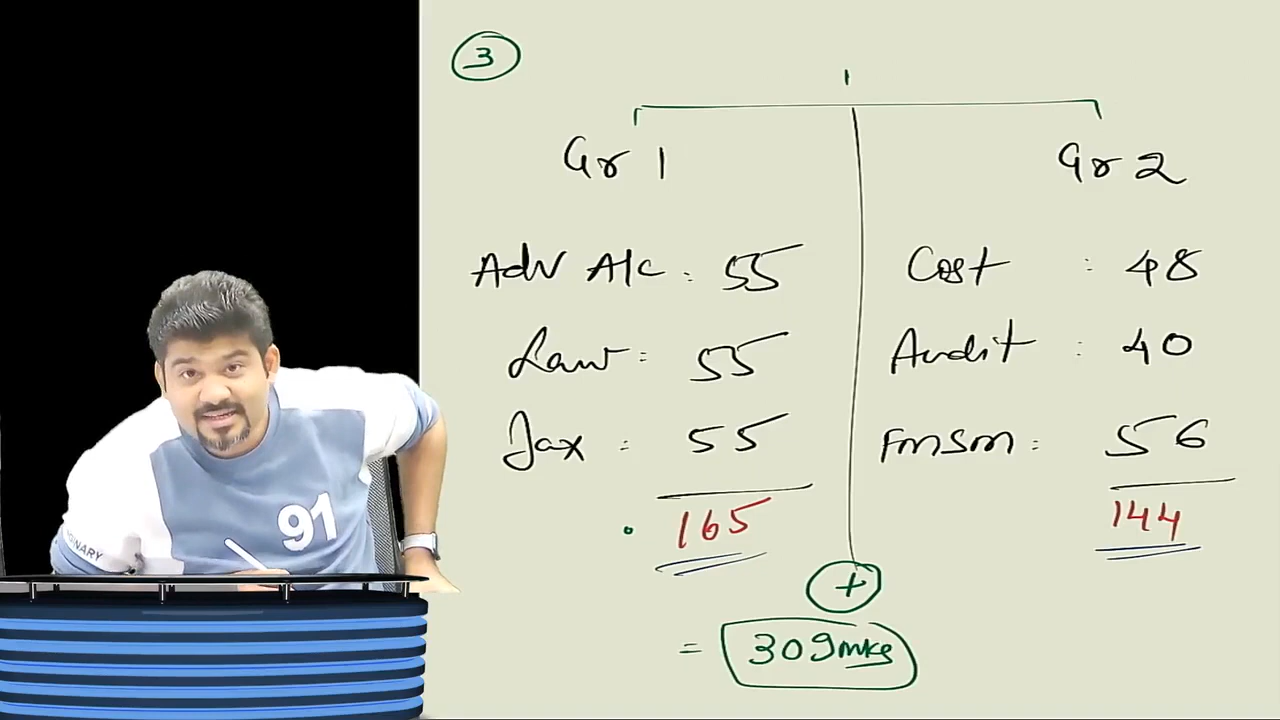 3
Gr 1
Adv A/c : 55
Law : 55
Tax : 55
165
Gr 2
Cost : 48
Audit : 40
FMSM : 56
144
+
= 309 mks
91